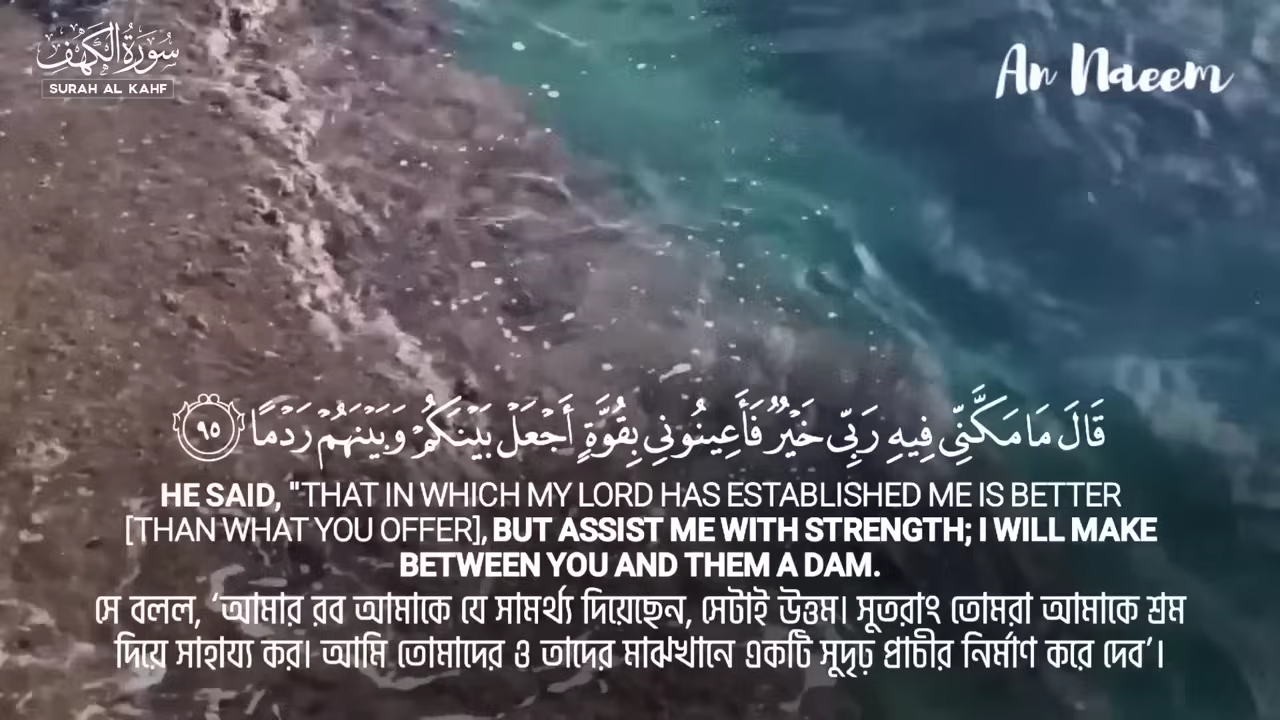 سُورَةُ الْكَهْفِ
SURAH AL KAHF
An Naeem
قَالَ مَا مَكَّنِّي فِيهِ رَبِّي خَيْرٌ فَأَعِينُونِي بِقُوَّةٍ أَجْعَلْ بَيْنَكُمْ وَبَيْنَهُمْ رَدْمًا ٩٥
HE SAID, "THAT IN WHICH MY LORD HAS ESTABLISHED ME IS BETTER
[THAN WHAT YOU OFFER], BUT ASSIST ME WITH STRENGTH; I WILL MAKE
BETWEEN YOU AND THEM A DAM.
সে বলল, ‘আমার রব আমাকে যে সামর্থ্য দিয়েছেন, সেটাই উত্তম। সুতরাং তোমরা আমাকে শ্রম
দিয়ে সাহায্য কর। আমি তোমাদের ও তাদের মাঝখানে একটি সুদৃঢ় প্রাচীর নির্মাণ করে দেব’।